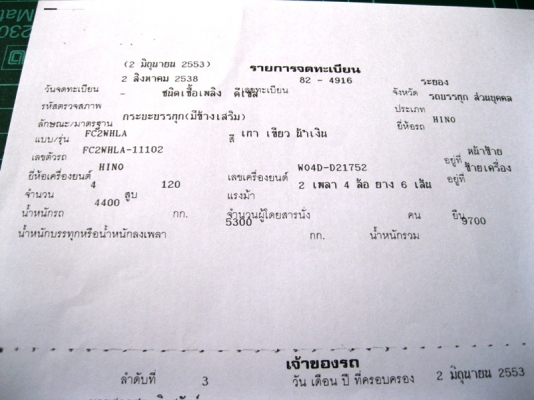 (2 มิถุนายน 2553) รายการจดทะเบียน
วันจดทะเบียน 2 สิงหาคม 2538 เลขทะเบียน 82 - 4916 จังหวัด ระยอง
รหัสตรวจสภาพ - ชนิดเชื้อเพลิง ดีเซล ประเภท รถบรรทุก ส่วนบุคคล
ลักษณะ/มาตรฐาน กระบะบรรทุก(มีข้างเสริม) ยี่ห้อรถ HINO
แบบ/รุ่น FC2WHLA สี เทา เขียว น้ำเงิน
เลขตัวรถ FC2WHLA-11102 อยู่ที่ หน้าซ้าย
ยี่ห้อเครื่องยนต์ HINO เลขเครื่องยนต์ W04D-D21752 อยู่ที่ ซ้ายเครื่อง
จำนวน 4 สูบ 120 แรงม้า 2 เพลา 4 ล้อ ยาง 6 เส้น
น้ำหนักรถ 4400 กก. จำนวนผู้โดยสารนั่ง คน ยืน
น้ำหนักบรรทุกหรือน้ำหนักลงเพลา 5300 กก. น้ำหนักรวม 9700
เจ้าของรถ
ลำดับที่ 3 วัน เดือน ปี ที่ครอบครอง 2 มิถุนายน 2553